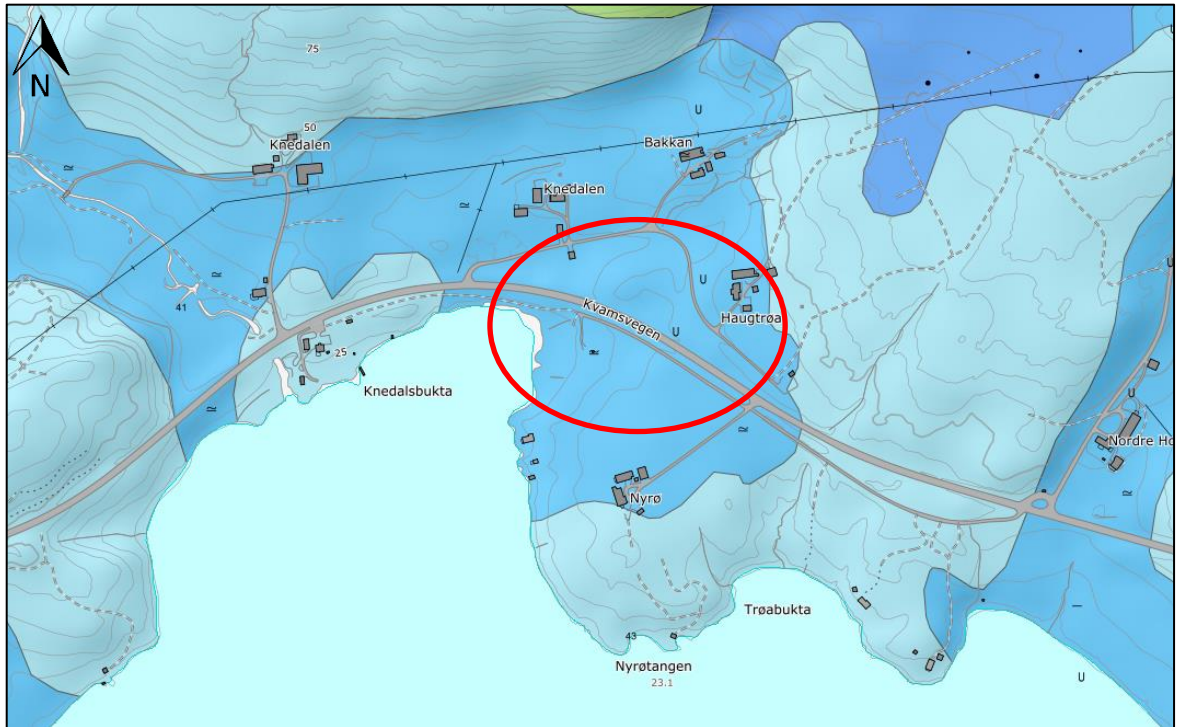 75
N
50
Knedalen
Bakkan
U
Knedalen
U
U
41
Kvamsvegen
U
Haugtrøa
25
Knedalsbukta
U
Nordre Ho
Nyrø
Trøabukta
43
Nyrøtangen
23.1
U